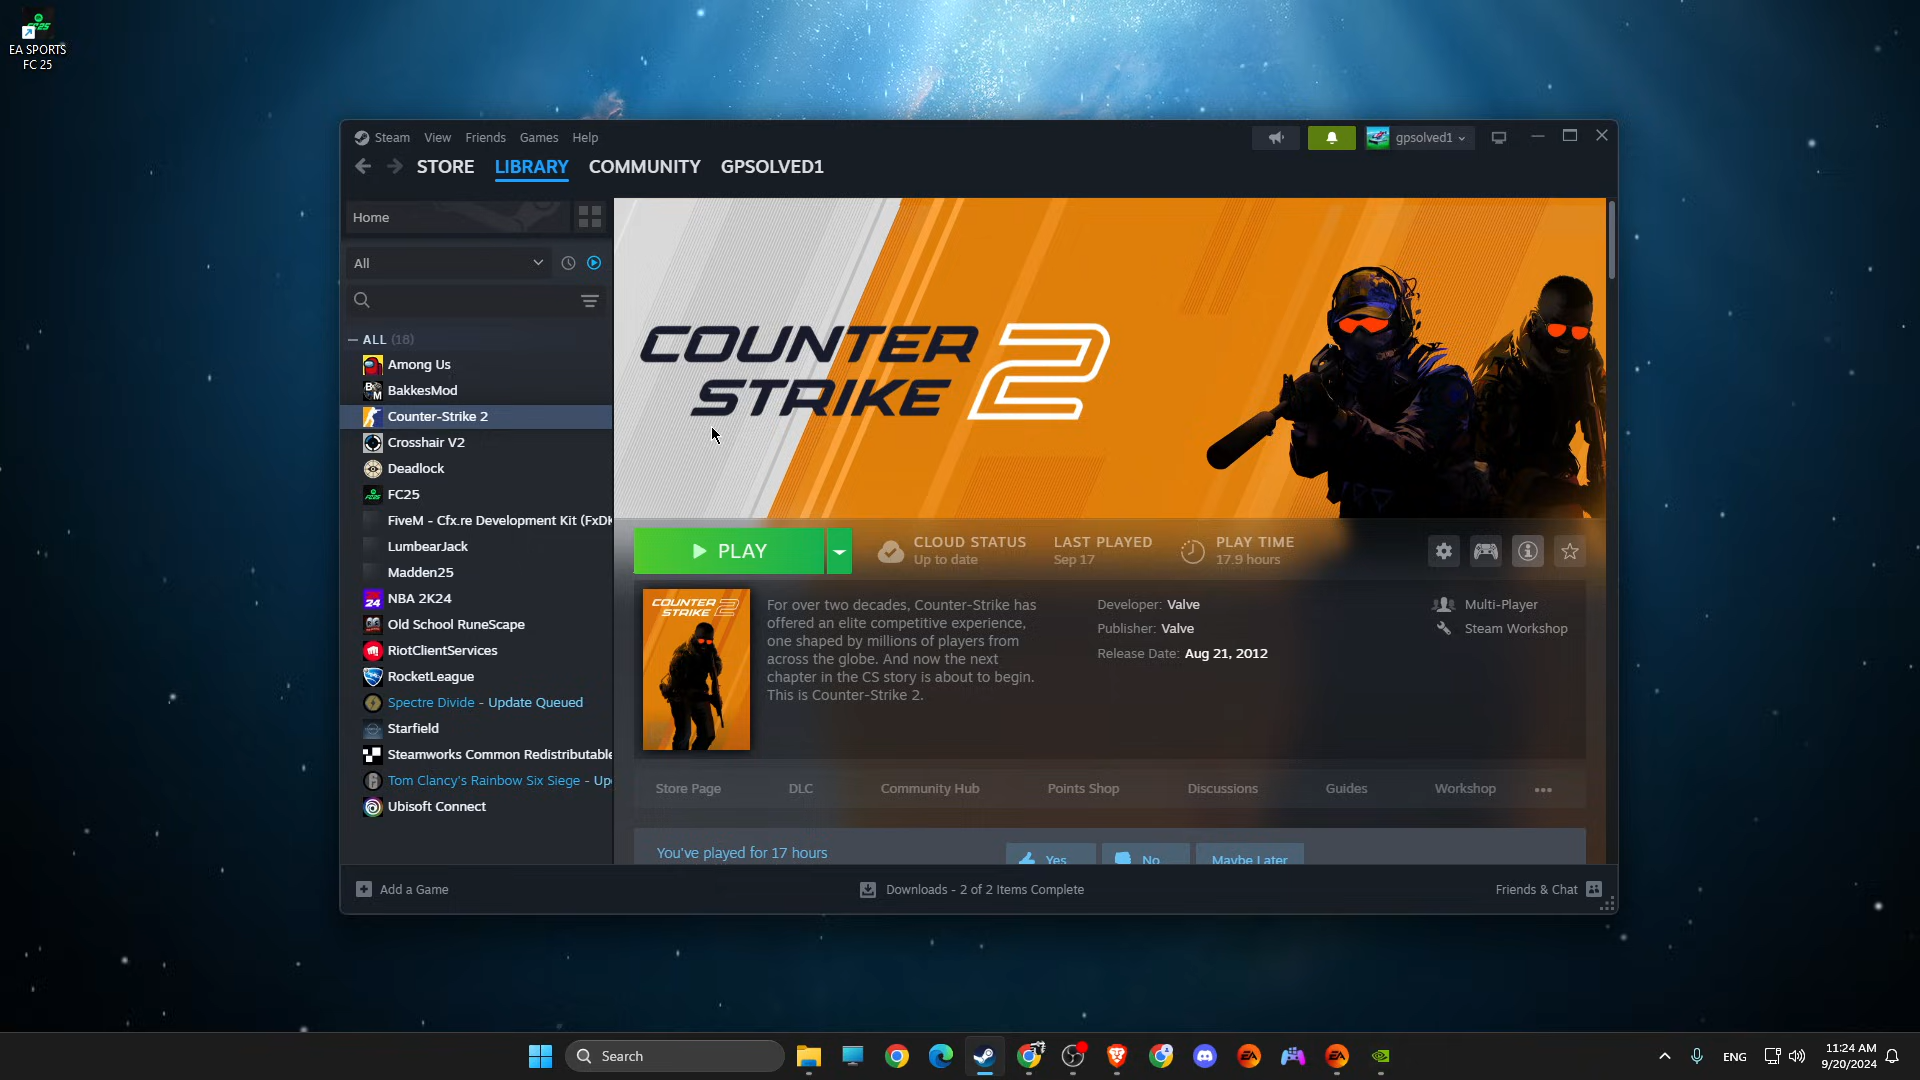 EA SPORTS
FC 25
Steam View Friends Games Help
gpsolved1
STORE LIBRARY COMMUNITY GPSOLVED1
Home
All
ALL (18)
Among Us
BakkesMod
Counter-Strike 2
Crosshair V2
Deadlock
FC25
FiveM - Cfx.re Development Kit (FxDK
LumbearJack
Madden25
NBA 2K24
Old School RuneScape
RiotClientServices
RocketLeague
Spectre Divide - Update Queued
Starfield
Steamworks Common Redistributable
Tom Clancy's Rainbow Six Siege - Up
Ubisoft Connect
COUNTER
STRIKE 2
PLAY
CLOUD STATUS
Up to date
LAST PLAYED
Sep 17
PLAY TIME
17.9 hours
COUNTER
STRIKE 2
For over two decades, Counter-Strike has
offered an elite competitive experience,
one shaped by millions of players from
across the globe. And now the next
chapter in the CS story is about to begin.
This is Counter-Strike 2.
Developer: Valve
Publisher: Valve
Release Date: Aug 21, 2012
Multi-Player
Steam Workshop
Store Page DLC Community Hub Points Shop Discussions Guides Workshop
You've played for 17 hours
Yes No Maybe Later
Add a Game
Downloads - 2 of 2 Items Complete
Friends & Chat
Search
ENG
11:24 AM
9/20/2024